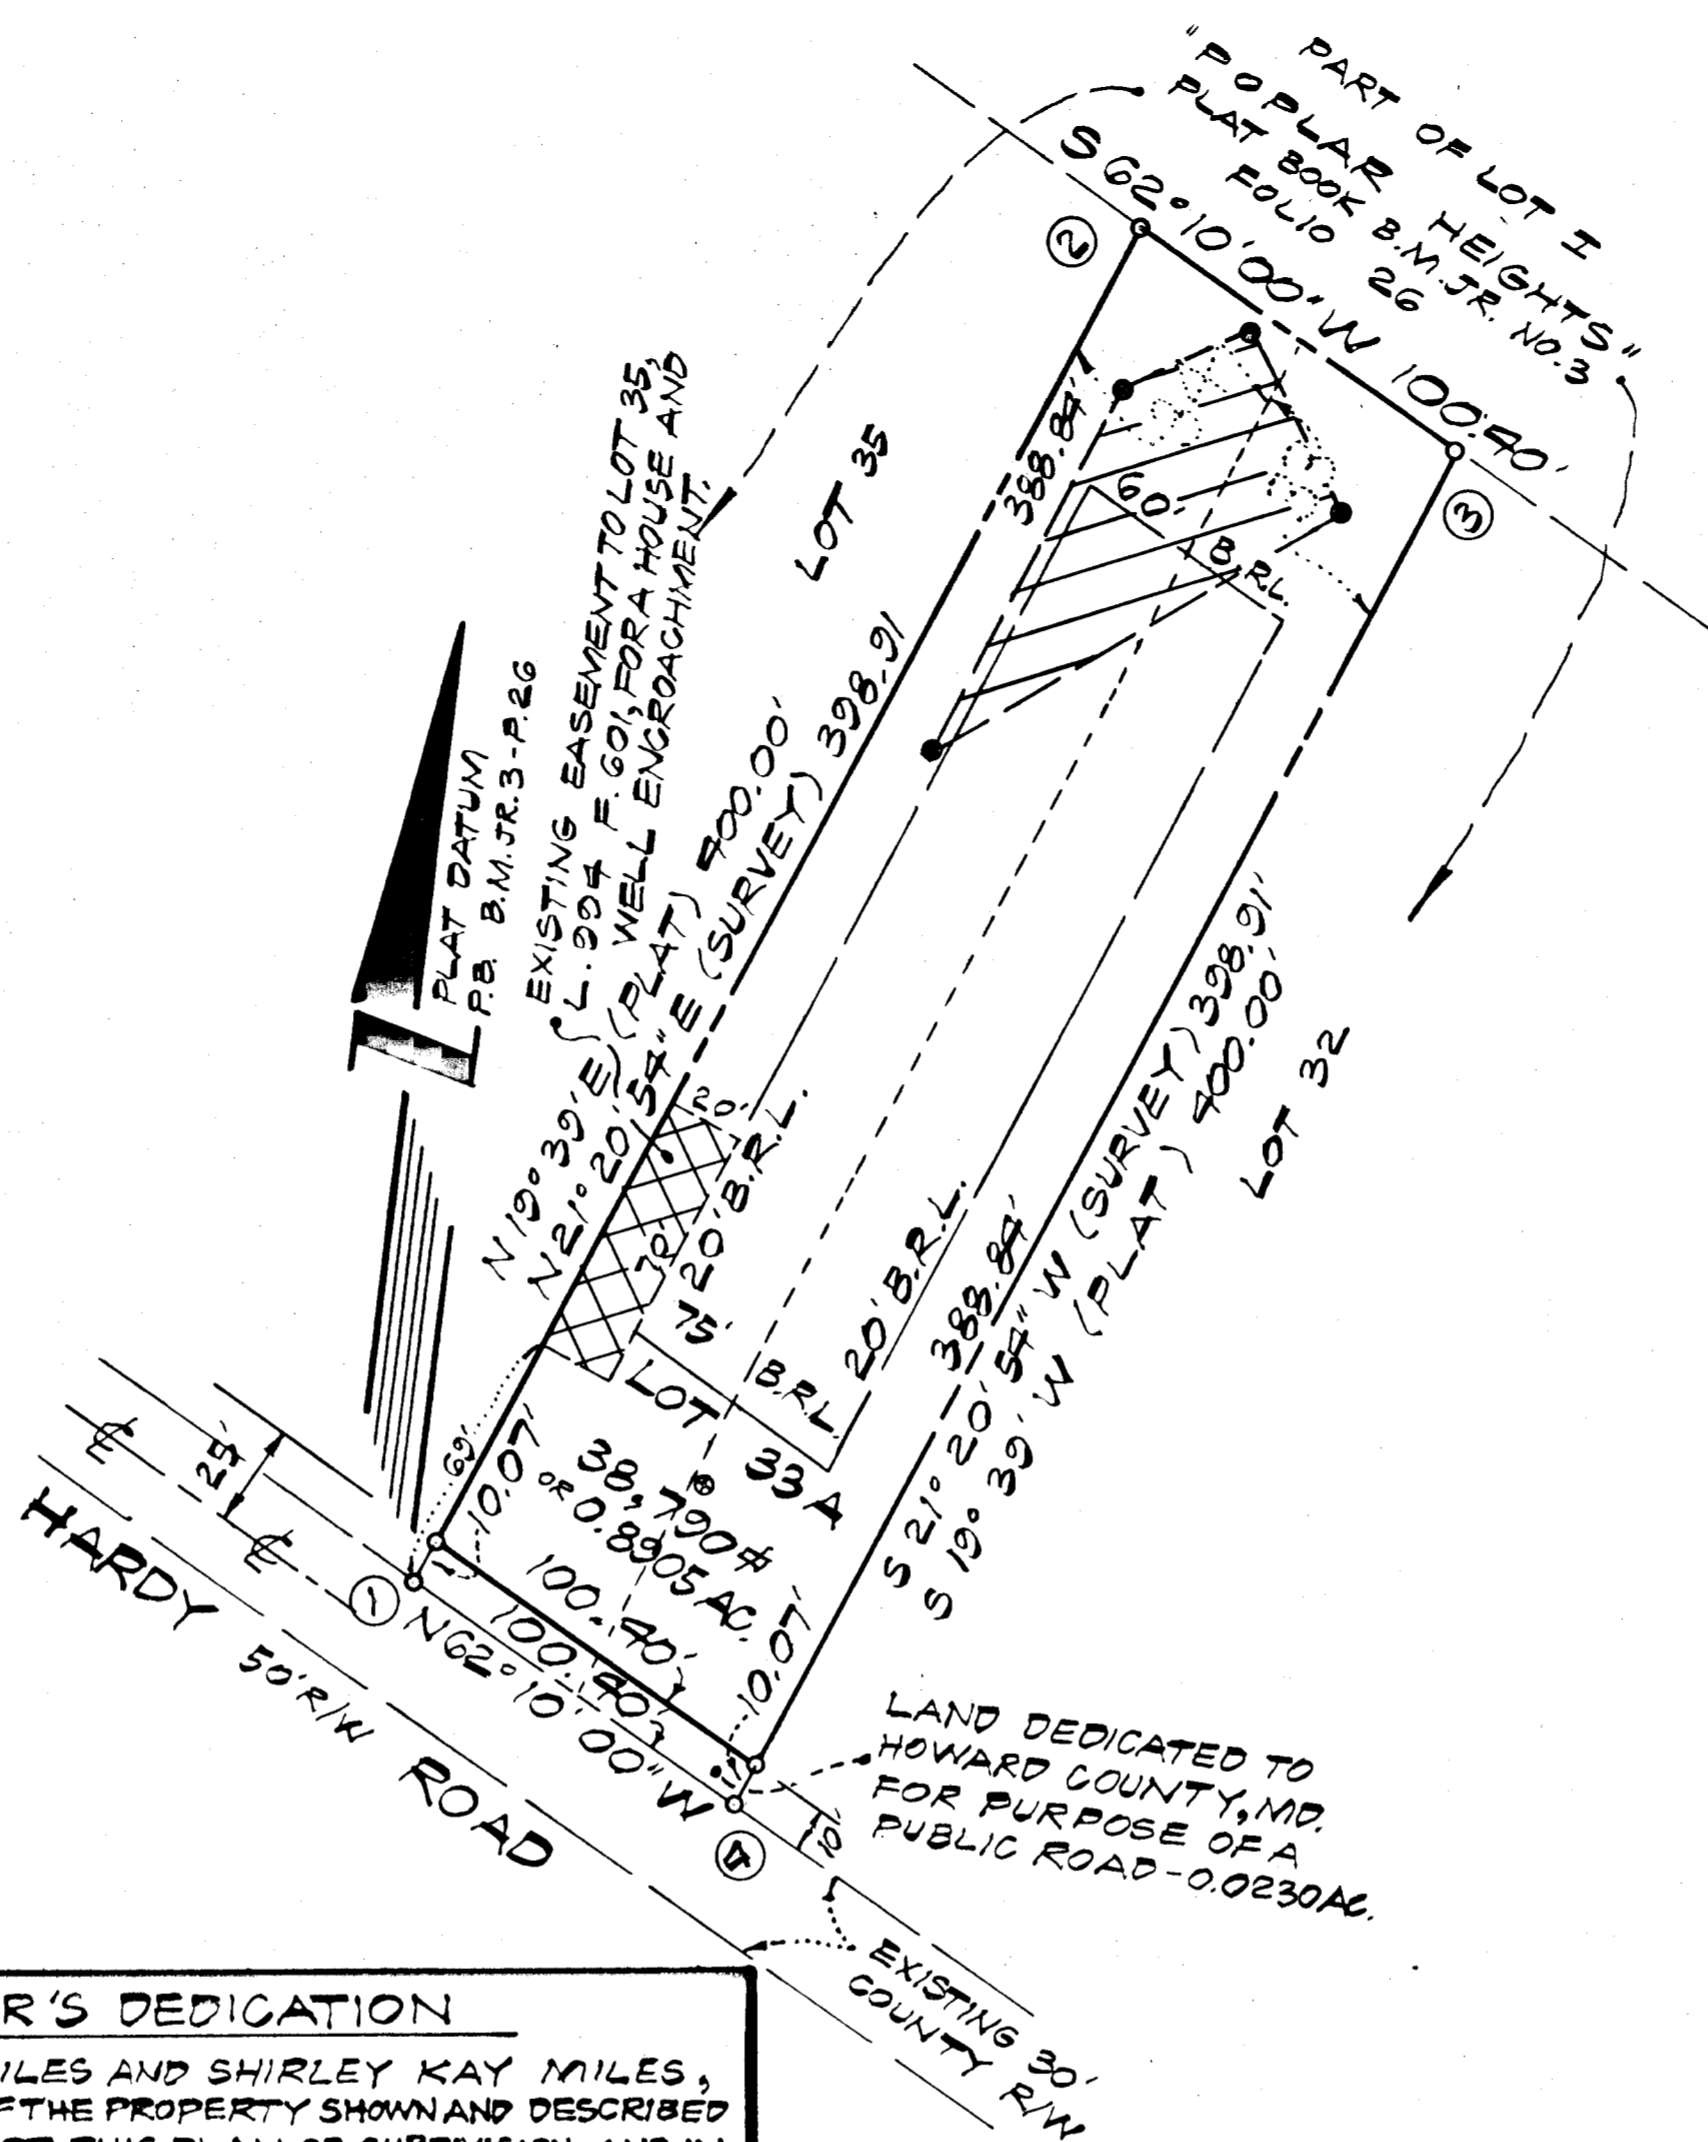 PART OF LOT I
"POPLAR HEIGHTS"
PLAT BOOK B.M.JR. NO.3
FOLIO 26
S 62°10'00" W 100.40'
2
3
LOT 35
388.84'
60' B.R.L.
EXISTING EASEMENT TO LOT 35,
L.994 F.601, FOR A HOUSE AND
WELL ENCROACHMENT.
PLAT DATUM
P.B. B.M.JR.3-P.26
N 19° 39' E (PLAT) 400.00'
N 21° 20' 54" E (SURVEY) 398.91
20'
20' B.R.L.
70'
75' B.R.L.
20' B.R.L.
388.84'
S 21° 20' 54" W (SURVEY) 398.91'
S 19° 39' W (PLAT) 400.00'
LOT 32
LOT 33A
38,790#
OR 0.8905 AC.
69'
10.07'
10.07'
100.40'
100.40'
N 62° 10' 00" W
1
4
25'
HARDY ROAD
50' R/W
10'
LAND DEDICATED TO
HOWARD COUNTY, MD.
FOR PURPOSE OF A
PUBLIC ROAD-0.0230AC.
EXISTING 30'
COUNTY R/W
R'S DEDICATION
ILES AND SHIRLEY KAY MILES,
F THE PROPERTY SHOWN AND DESCRIBED